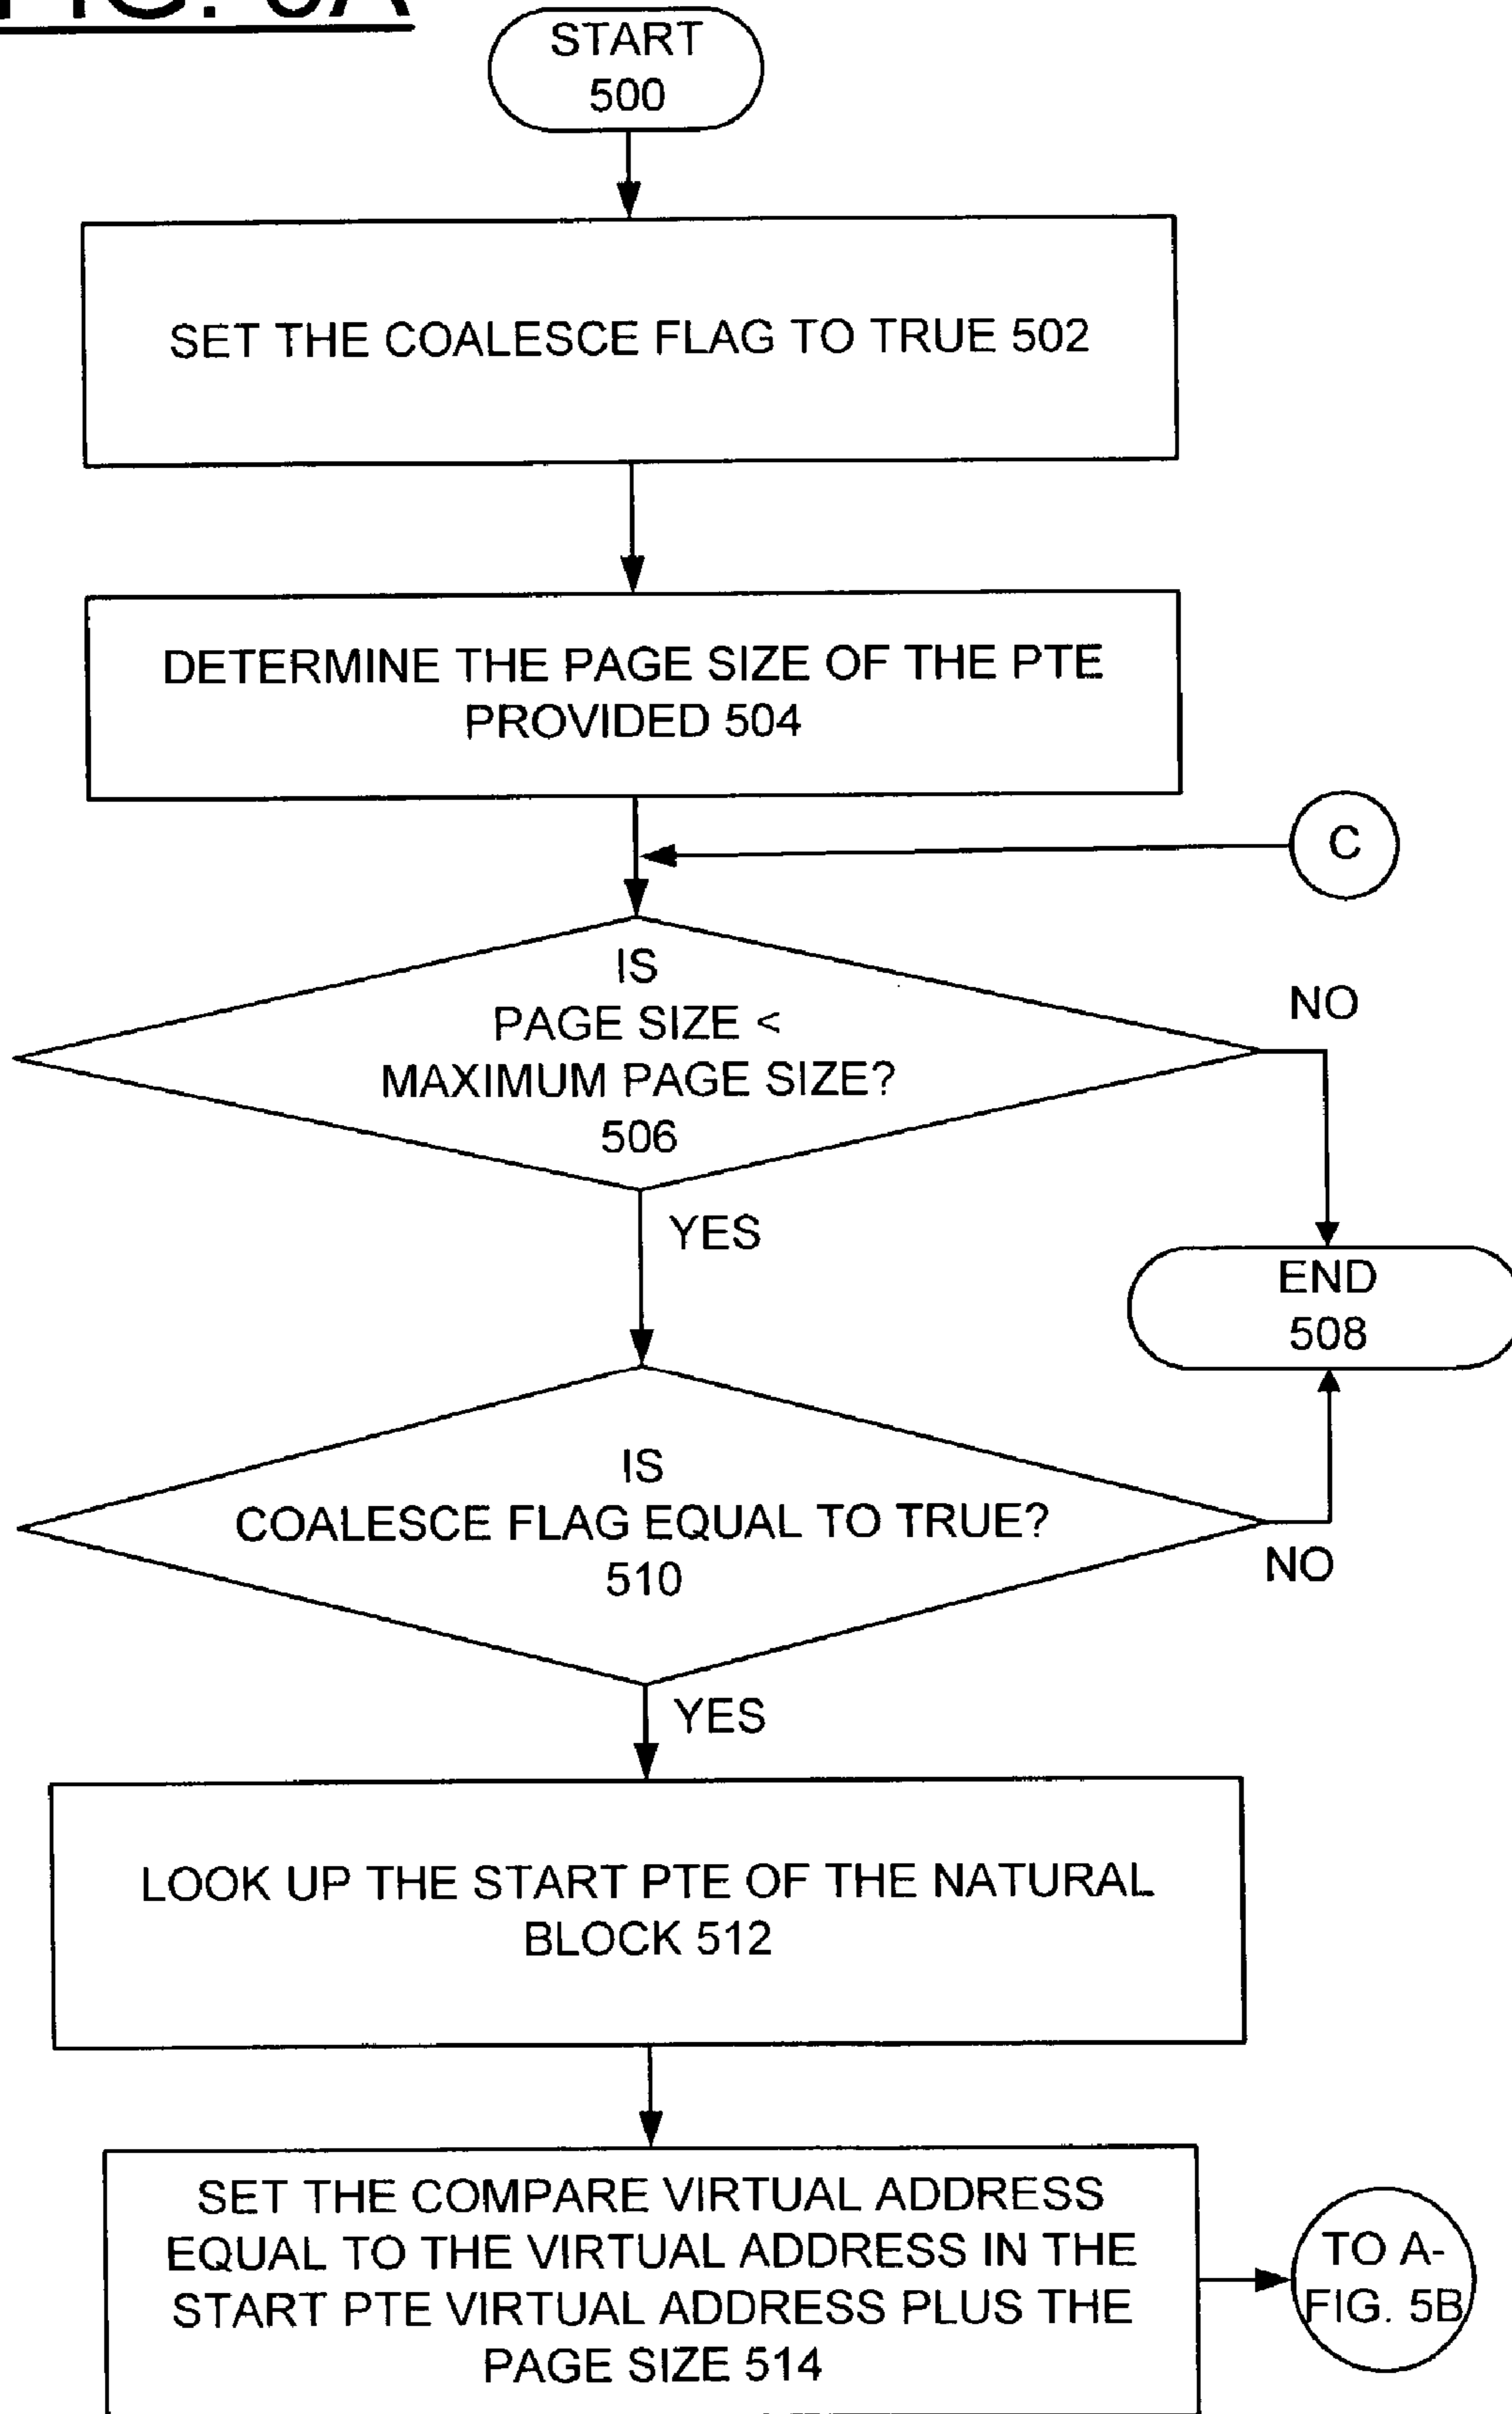 START
500
SET THE COALESCE FLAG TO TRUE 502
DETERMINE THE PAGE SIZE OF THE PTE
PROVIDED 504
C
IS
PAGE SIZE <
MAXIMUM PAGE SIZE?
506
NO
YES
END
508
IS
COALESCE FLAG EQUAL TO TRUE?
510
NO
YES
LOOK UP THE START PTE OF THE NATURAL
BLOCK 512
SET THE COMPARE VIRTUAL ADDRESS
EQUAL TO THE VIRTUAL ADDRESS IN THE
START PTE VIRTUAL ADDRESS PLUS THE
PAGE SIZE 514
TO A-
FIG. 5B